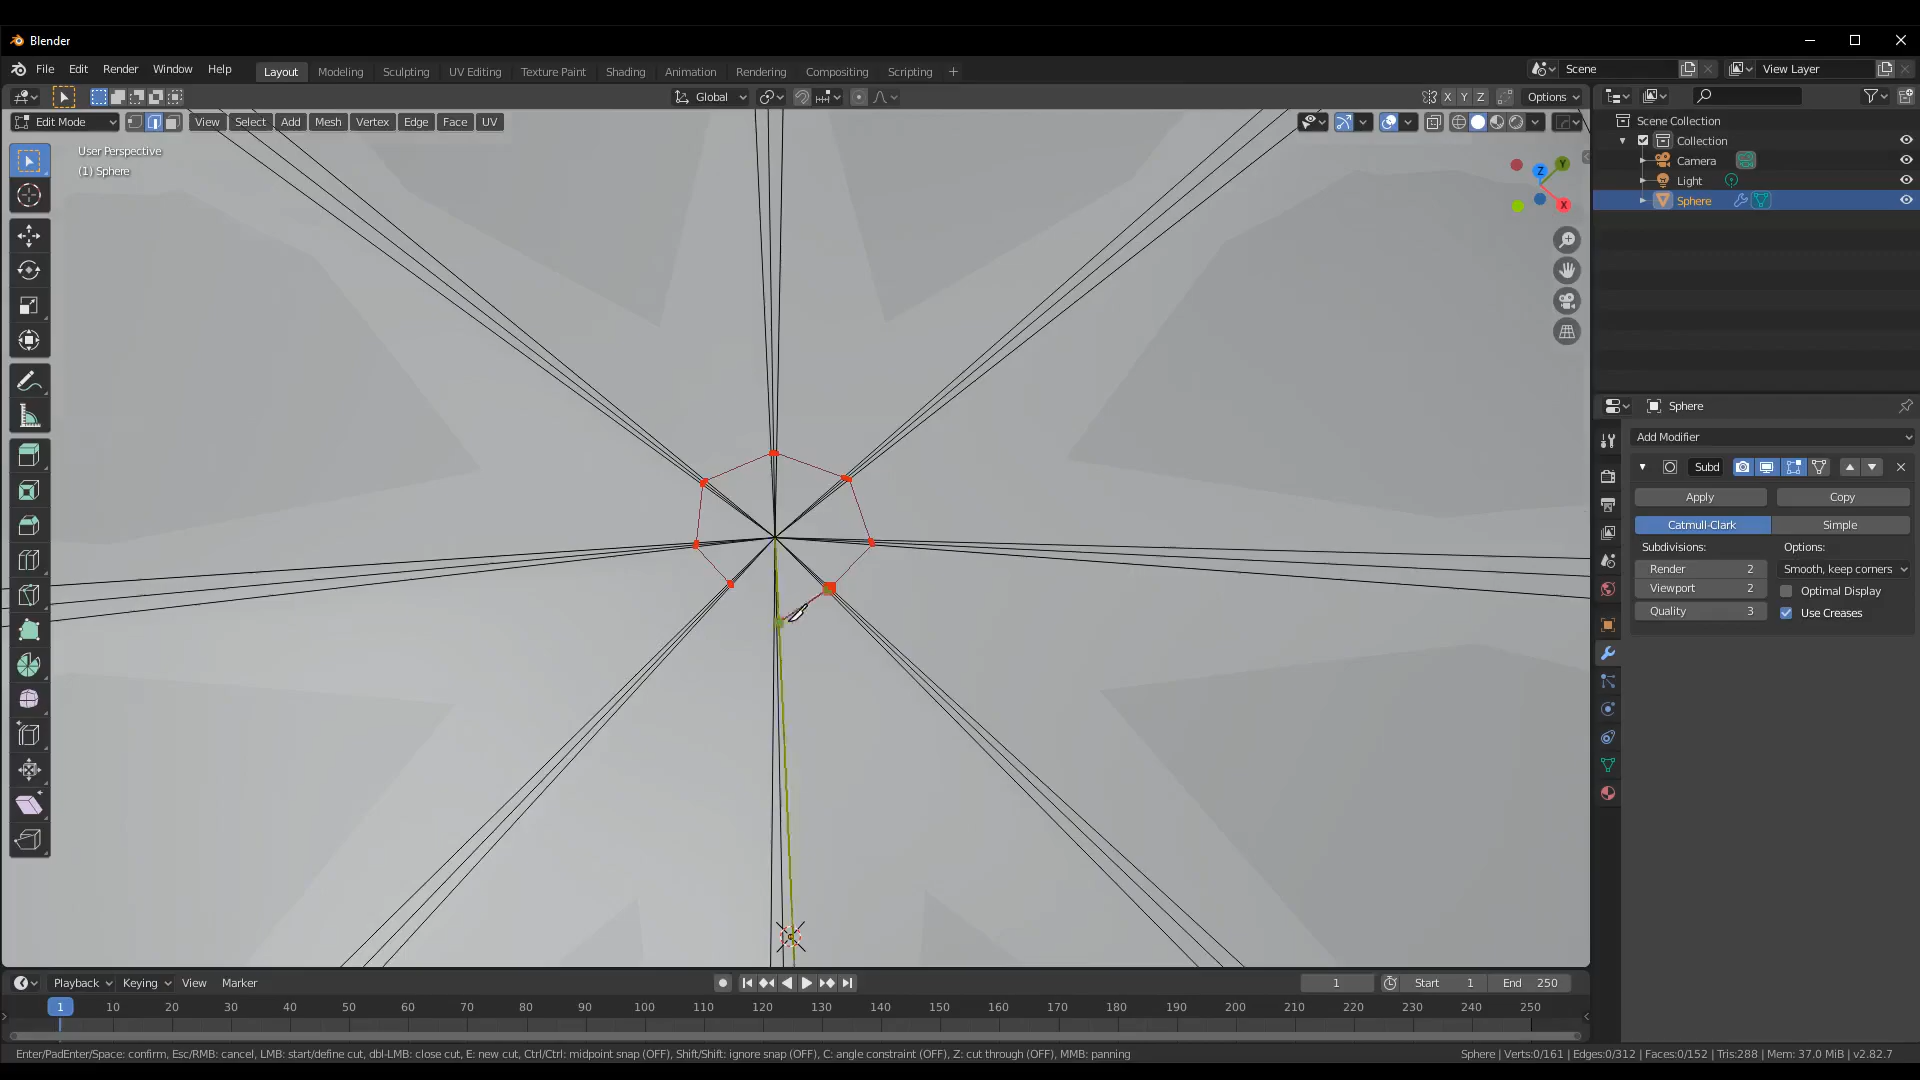 Blender
File Edit Render Window Help
Layout Modeling Sculpting UV Editing Texture Paint Shading Animation Rendering Compositing Scripting +
Scene View Layer
Global X Y Z Options
Edit Mode View Select Add Mesh Vertex Edge Face UV
User Perspective
(1) Sphere
Z Y X
Scene Collection
Collection
Camera
Light
Sphere
Sphere
Add Modifier
Subd
Apply Copy
Catmull-Clark Simple
Subdivisions: Options:
Render 2 Smooth, keep corners
Viewport 2 Optimal Display
Quality 3 Use Creases
Playback Keying View Marker 1 Start 1 End 250
1 10 20 30 40 50 60 70 80 90 100 110 120 130 140 150 160 170 180 190 200 210 220 230 240 250
Enter/PadEnter/Space: confirm, Esc/RMB: cancel, LMB: start/define cut, dbl-LMB: close cut, E: new cut, Ctrl/Ctrl: midpoint snap (OFF), Shift/Shift: ignore snap (OFF), C: angle constraint (OFF), Z: cut through (OFF), MMB: panning
Sphere | Verts:0/161 | Edges:0/312 | Faces:0/152 | Tris:288 | Mem: 37.0 MiB | v2.82.7